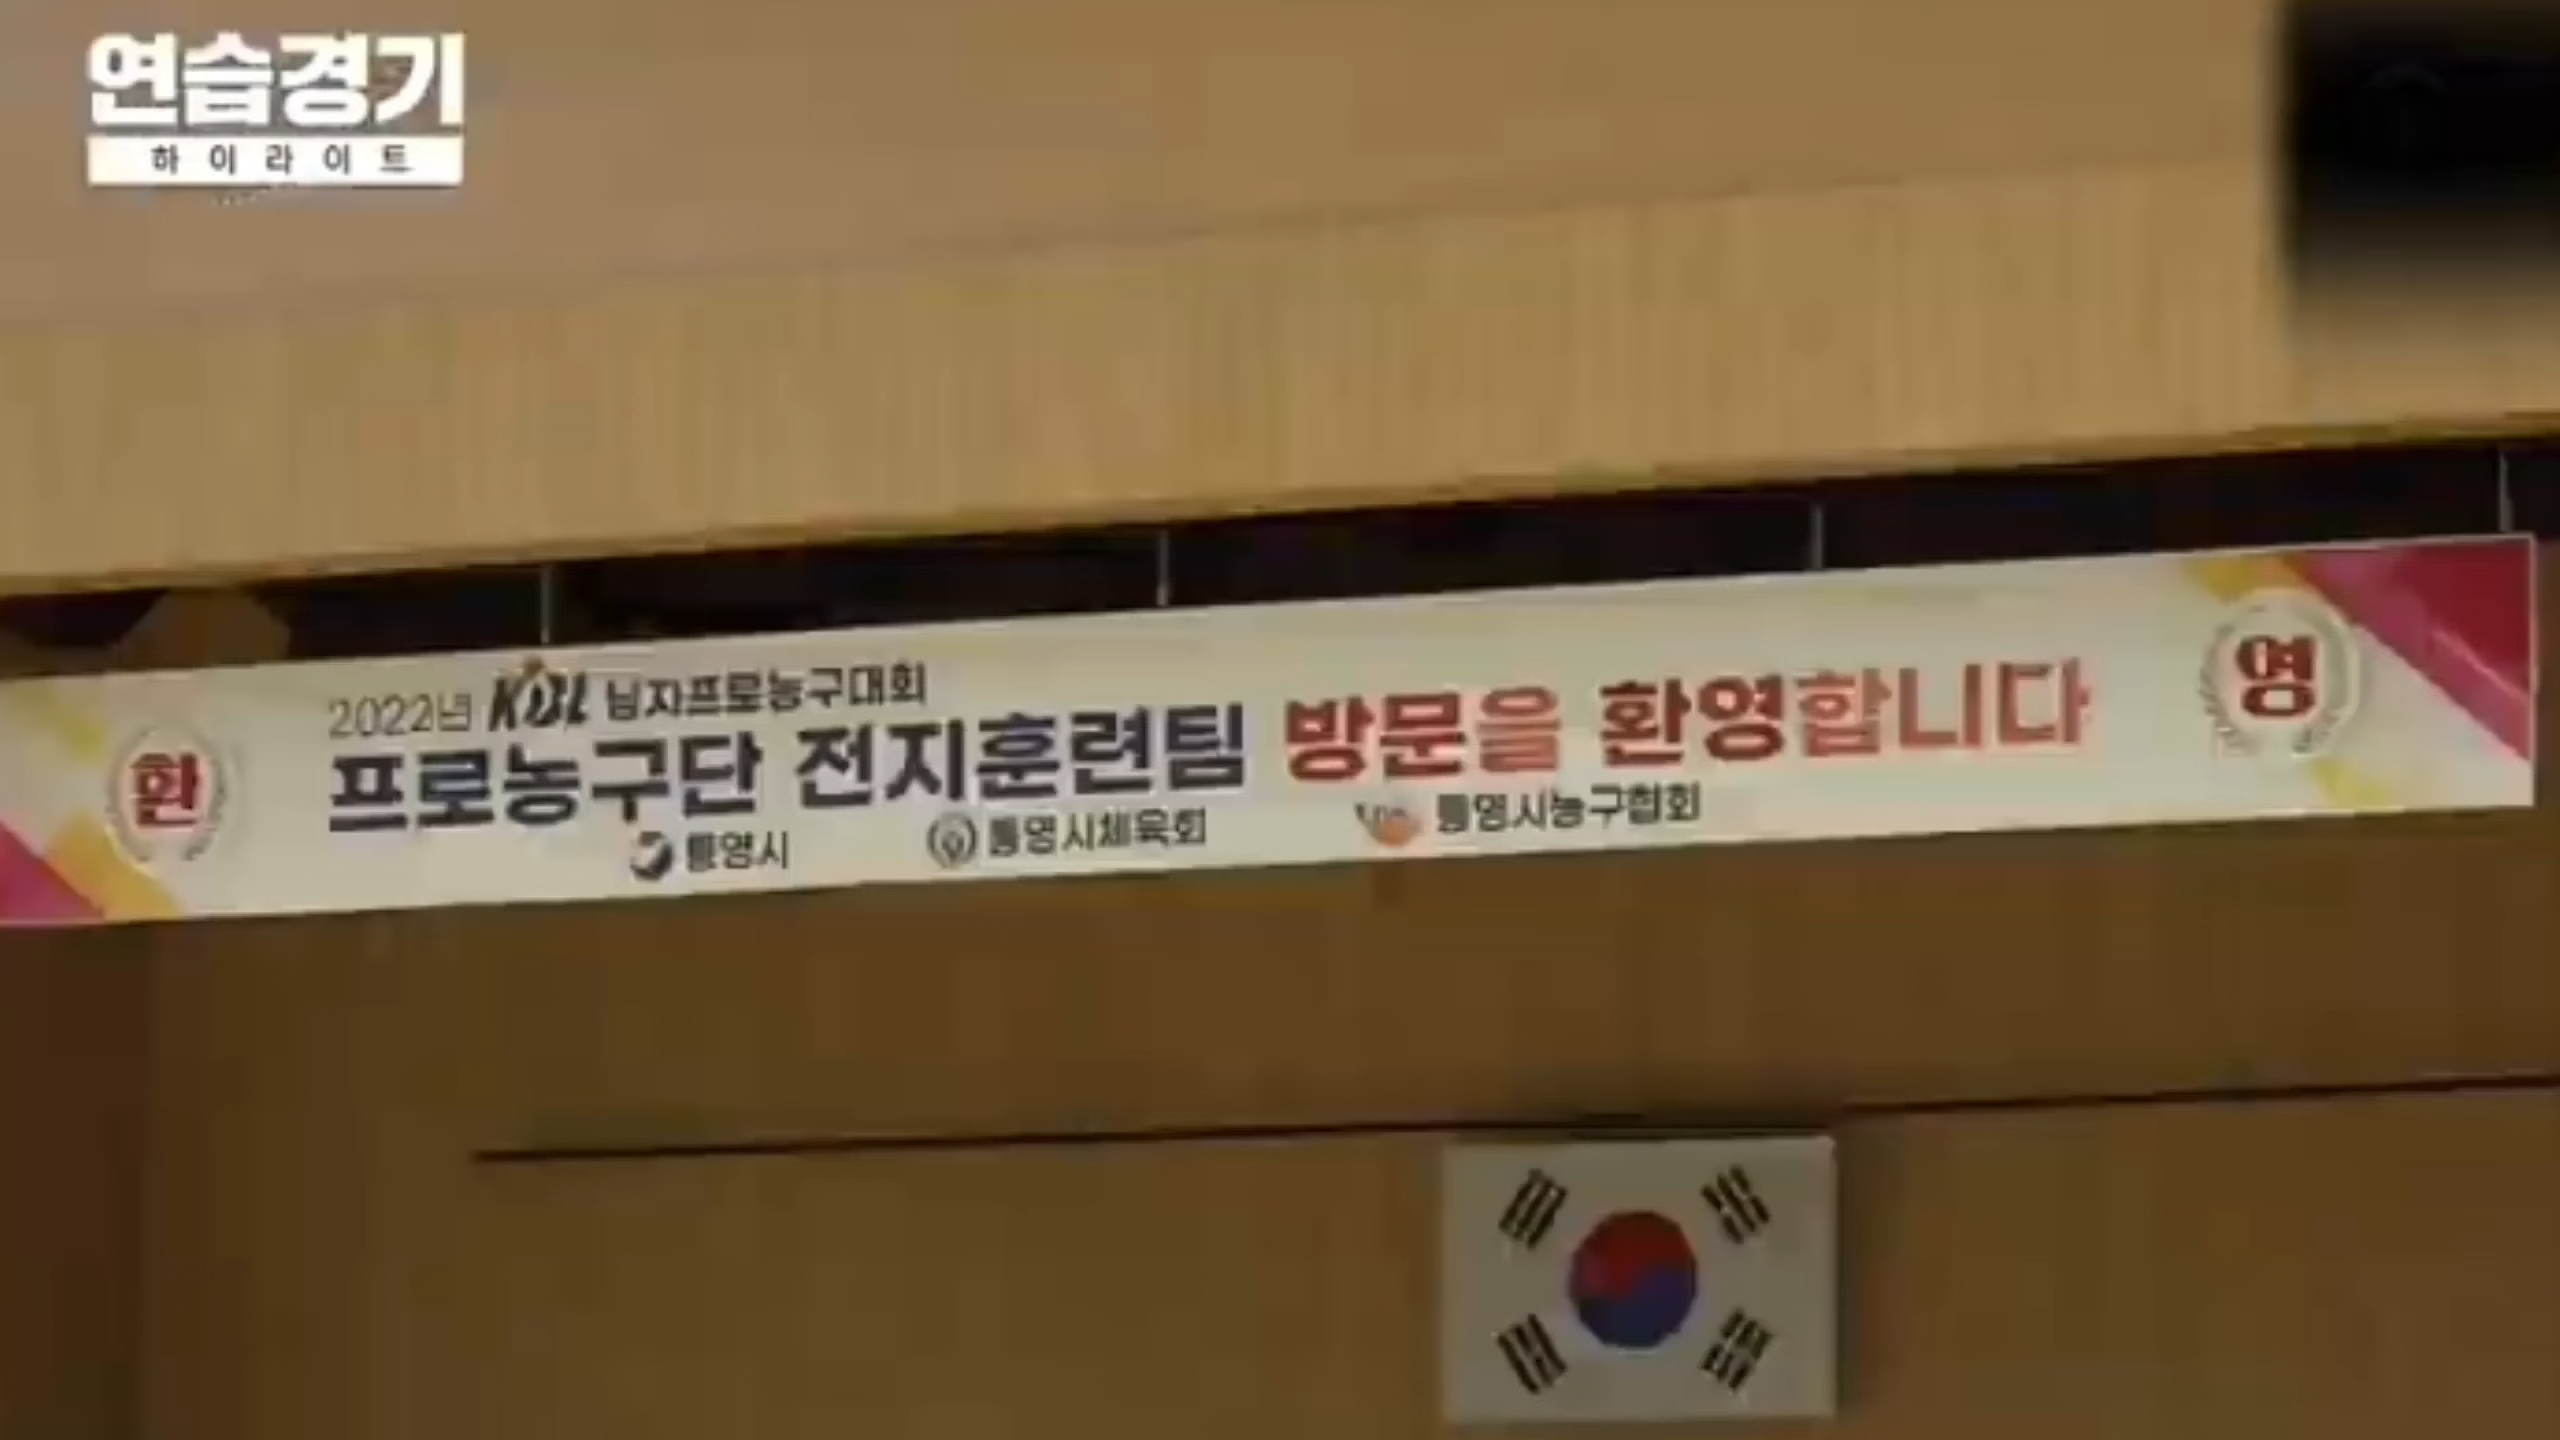 연습경기
하이라이트
2022년 KBL 남자프로농구대회
환 프로농구단 전지훈련팀 방문을 환영합니다 영
통영시 통영시체육회 통영시농구협회